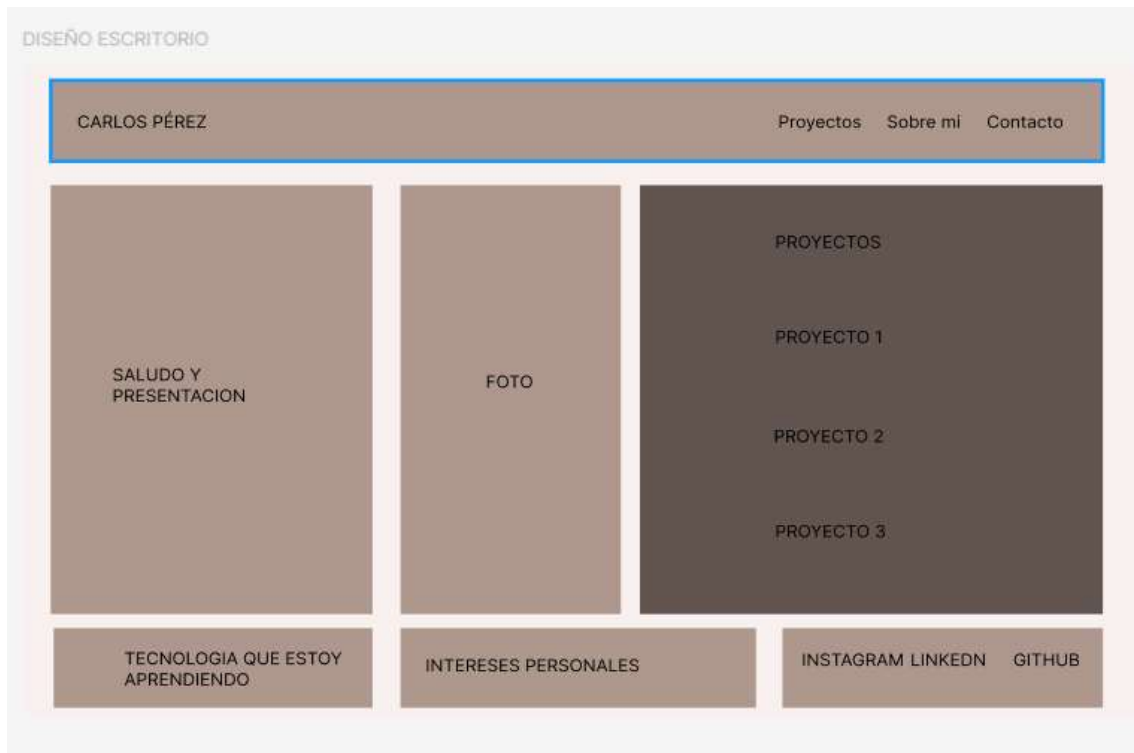 DISEÑO ESCRITORIO
CARLOS PÉREZ
Proyectos Sobre mi Contacto
SALUDO Y
PRESENTACION
FOTO
PROYECTOS
PROYECTO 1
PROYECTO 2
PROYECTO 3
TECNOLOGIA QUE ESTOY
APRENDIENDO
INTERESES PERSONALES
INSTAGRAM LINKEDN GITHUB